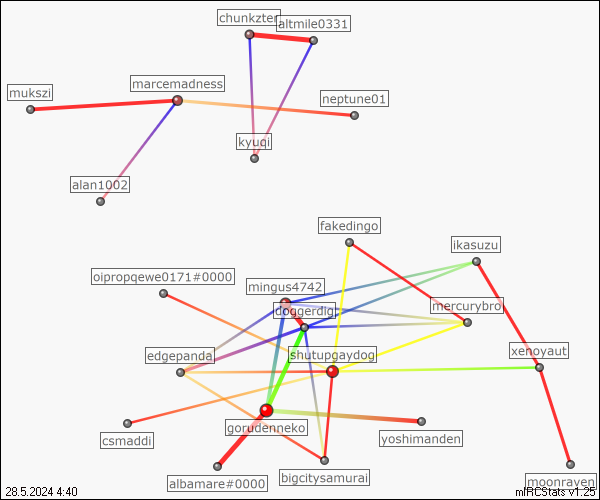 chunkzter
altmile0331
marcemadness
mukszi
neptune01
kyuqi
alan1002
fakedingo
ikasuzu
oipropqewe0171#0000
mingus4742
mercurybro
doggerdig
shutupgaydog
xenoyaut
edgepanda
gorudenneko
csmaddi
yoshimanden
bigcitysamurai
albamare#0000
moonraven
28.5.2024 4:40
mIRCStats v1.25